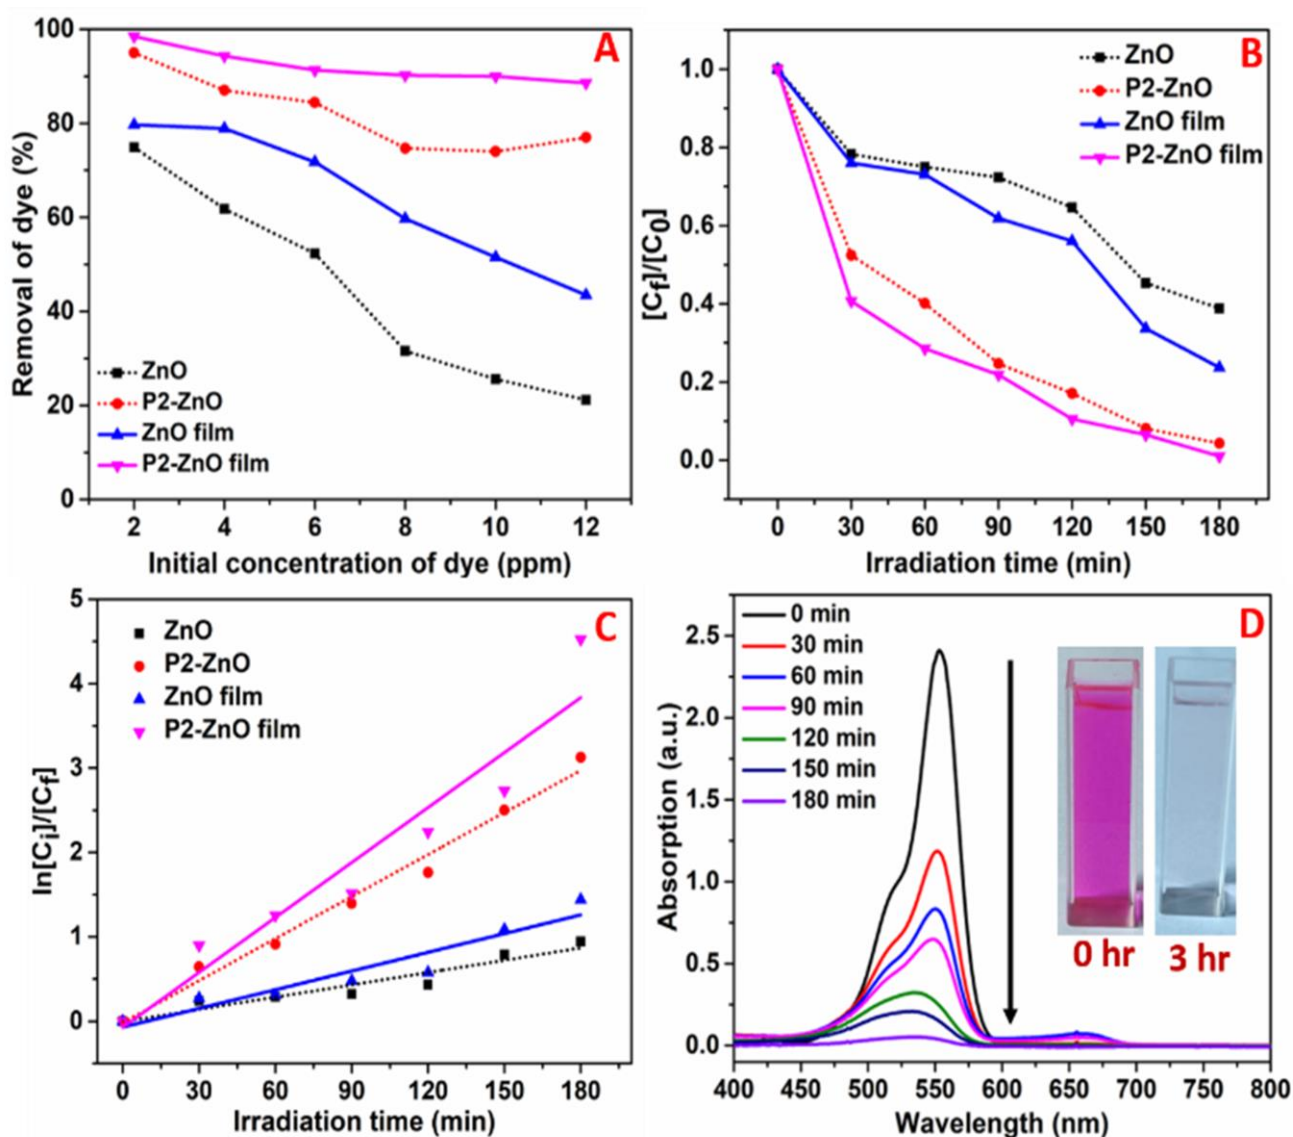 A
100
80
60
40
20
0
Removal of dye (%)
ZnO
P2-ZnO
ZnO film
P2-ZnO film
2 4 6 8 10 12
Initial concentration of dye (ppm)
B
1.0
0.8
0.6
0.4
0.2
0.0
[Cf]/[C0]
ZnO
P2-ZnO
ZnO film
P2-ZnO film
0 30 60 90 120 150 180
Irradiation time (min)
C
5
4
3
2
1
0
ln[Ci]/[Cf]
ZnO
P2-ZnO
ZnO film
P2-ZnO film
0 30 60 90 120 150 180
Irradiation time (min)
D
2.5
2.0
1.5
1.0
0.5
0.0
Absorption (a.u.)
0 min
30 min
60 min
90 min
120 min
150 min
180 min
0 hr 3 hr
400 450 500 550 600 650 700 750 800
Wavelength (nm)